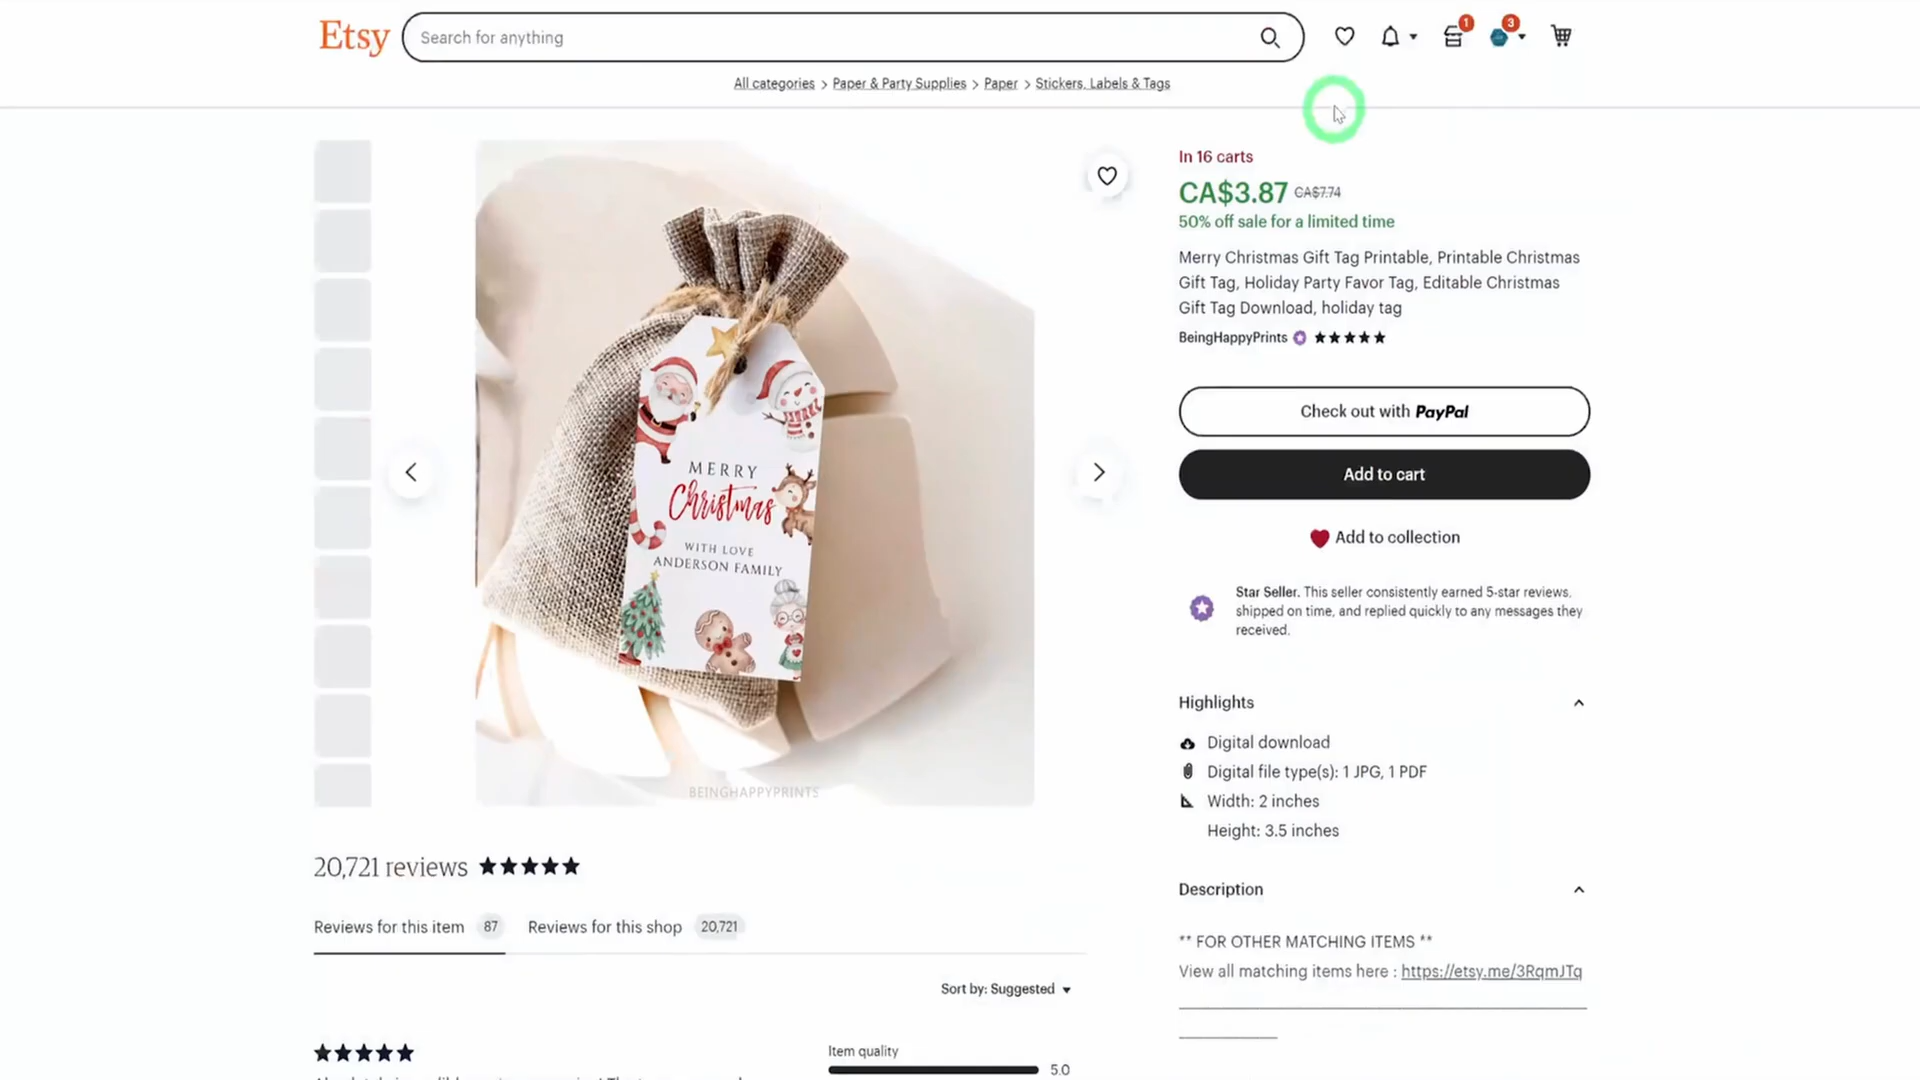 Etsy
Search for anything
1
3
All categories > Paper & Party Supplies > Paper > Stickers, Labels & Tags
MERRY
Christmas
WITH LOVE
ANDERSON FAMILY
BEINGHAPPYPRINTS
In 16 carts
CA$3.87 CA$7.74
50% off sale for a limited time
Merry Christmas Gift Tag Printable, Printable Christmas
Gift Tag, Holiday Party Favor Tag, Editable Christmas
Gift Tag Download, holiday tag
BeingHappyPrints
Check out with PayPal
Add to cart
Add to collection
Star Seller. This seller consistently earned 5-star reviews,
shipped on time, and replied quickly to any messages they
received.
Highlights
Digital download
Digital file type(s): 1 JPG, 1 PDF
Width: 2 inches
Height: 3.5 inches
Description
** FOR OTHER MATCHING ITEMS **
View all matching items here : https://etsy.me/3RqmJTq
20,721 reviews
Reviews for this item 87 Reviews for this shop 20,721
Sort by: Suggested
Item quality
5.0